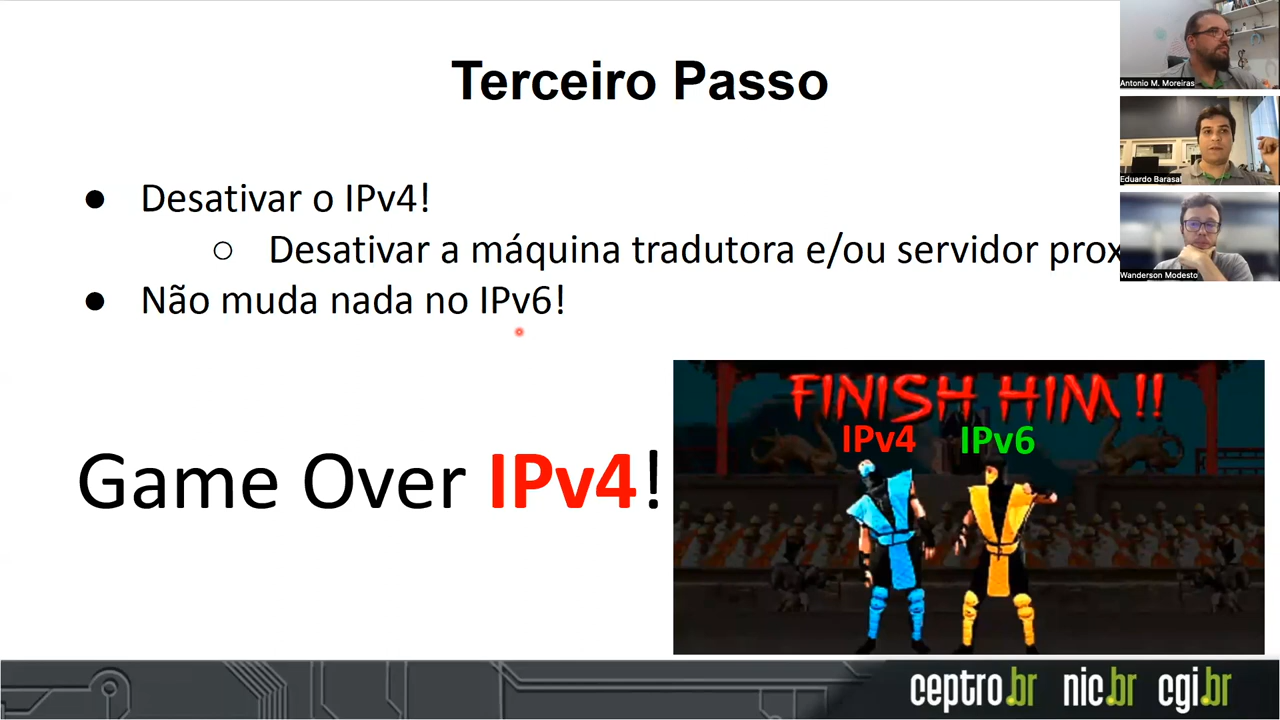 Terceiro Passo
Antonio M. Moreiras
Eduardo Barasal
Wanderson Modesto
● Desativar o IPv4!
○ Desativar a máquina tradutora e/ou servidor prox
● Não muda nada no IPv6!
FINISH HIM!!
IPv4 IPv6
Game Over IPv4!
ceptro.br nic.br cgi.br